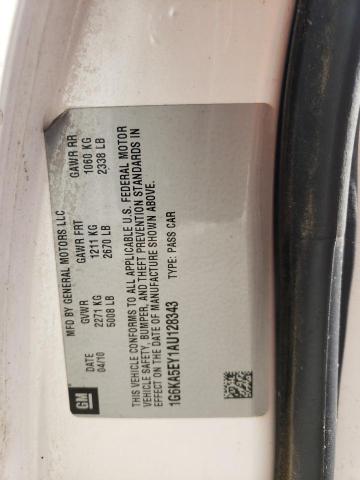 MFD BY GENERAL MOTORS LLC
DATE GVWR GAWR FRT GAWR RR
04/10 2271 KG 1211 KG 1060 KG
5008 LB 2670 LB 2338 LB
THIS VEHICLE CONFORMS TO ALL APPLICABLE U.S. FEDERAL MOTOR
VEHICLE SAFETY, BUMPER, AND THEFT PREVENTION STANDARDS IN
EFFECT ON THE DATE OF MANUFACTURE SHOWN ABOVE.
1G6KA5EY1AU128343 TYPE: PASS CAR
GM